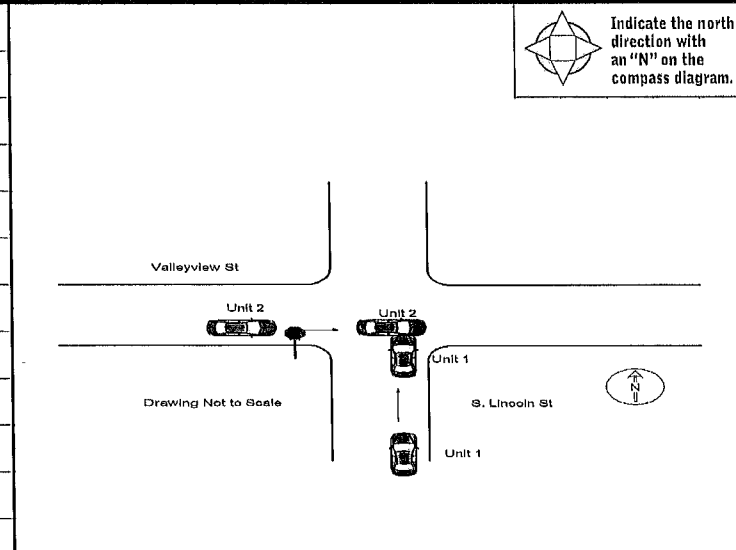 Indicate the north
direction with
an "N" on the
compass diagram.
Valleyview St
Unit 2
Unit 2
Unit 1
Drawing Not to Scale
S. Lincoln St
N
Unit 1